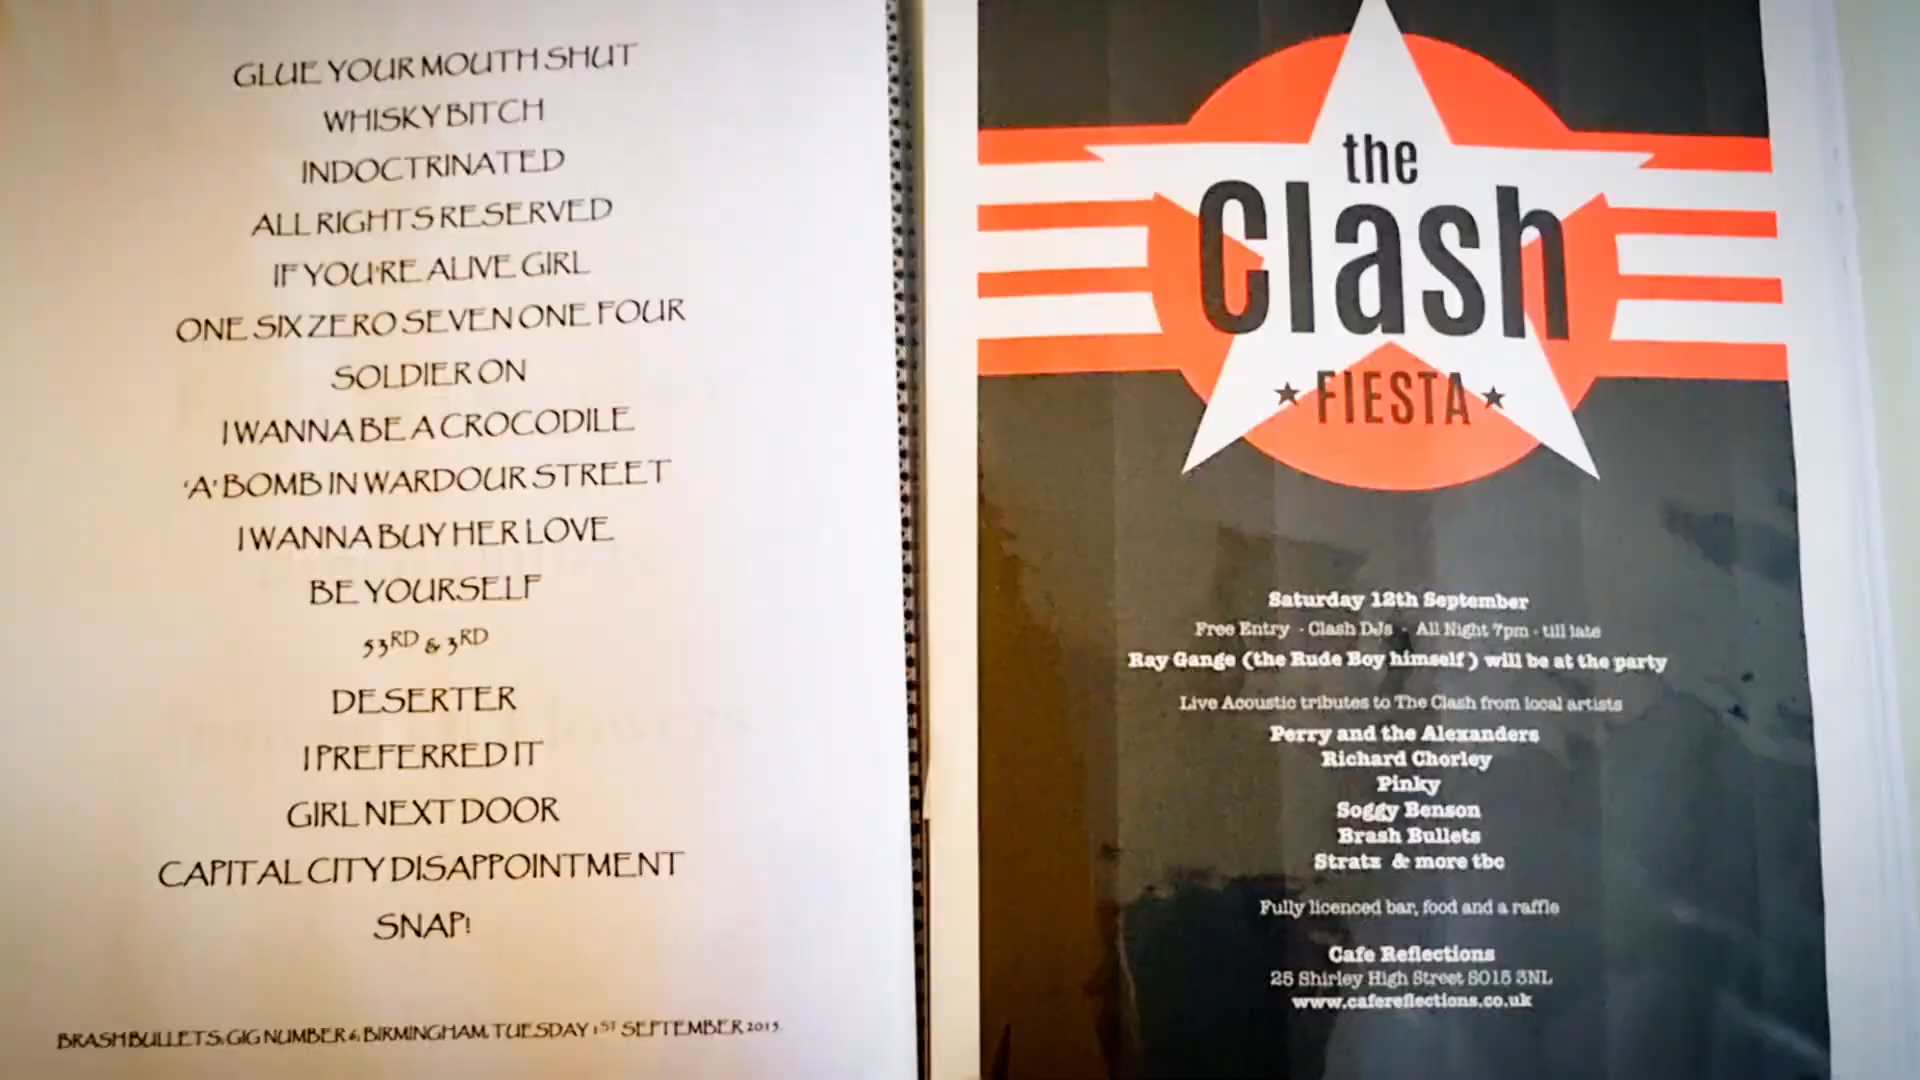 GLUE YOUR MOUTH SHUT
WHISKY BITCH
INDOCTRINATED
ALL RIGHTS RESERVED
IF YOU'RE ALIVE GIRL
ONE SIX ZERO SEVEN ONE FOUR
SOLDIER ON
I WANNA BE A CROCODILE
'A' BOMB IN WARDOUR STREET
I WANNA BUY HER LOVE
BE YOURSELF
53RD & 3RD
DESERTER
I PREFERRED IT
GIRL NEXT DOOR
CAPITAL CITY DISAPPOINTMENT
SNAP!
BRASH BULLETS, GIG NUMBER 6, BIRMINGHAM, TUESDAY 1ST SEPTEMBER 2015.
the
Clash
★ FIESTA ★
Saturday 12th September
Free Entry - Clash DJs - All Night 7pm - till late
Ray Gange (the Rude Boy himself) will be at the party
Live Acoustic tributes to The Clash from local artists
Perry and the Alexanders
Richard Chorley
Pinky
Soggy Benson
Brash Bullets
Stratz & more tbc
Fully licenced bar, food and a raffle
Cafe Reflections
25 Shirley High Street SO15 3NL
www.cafereflections.co.uk